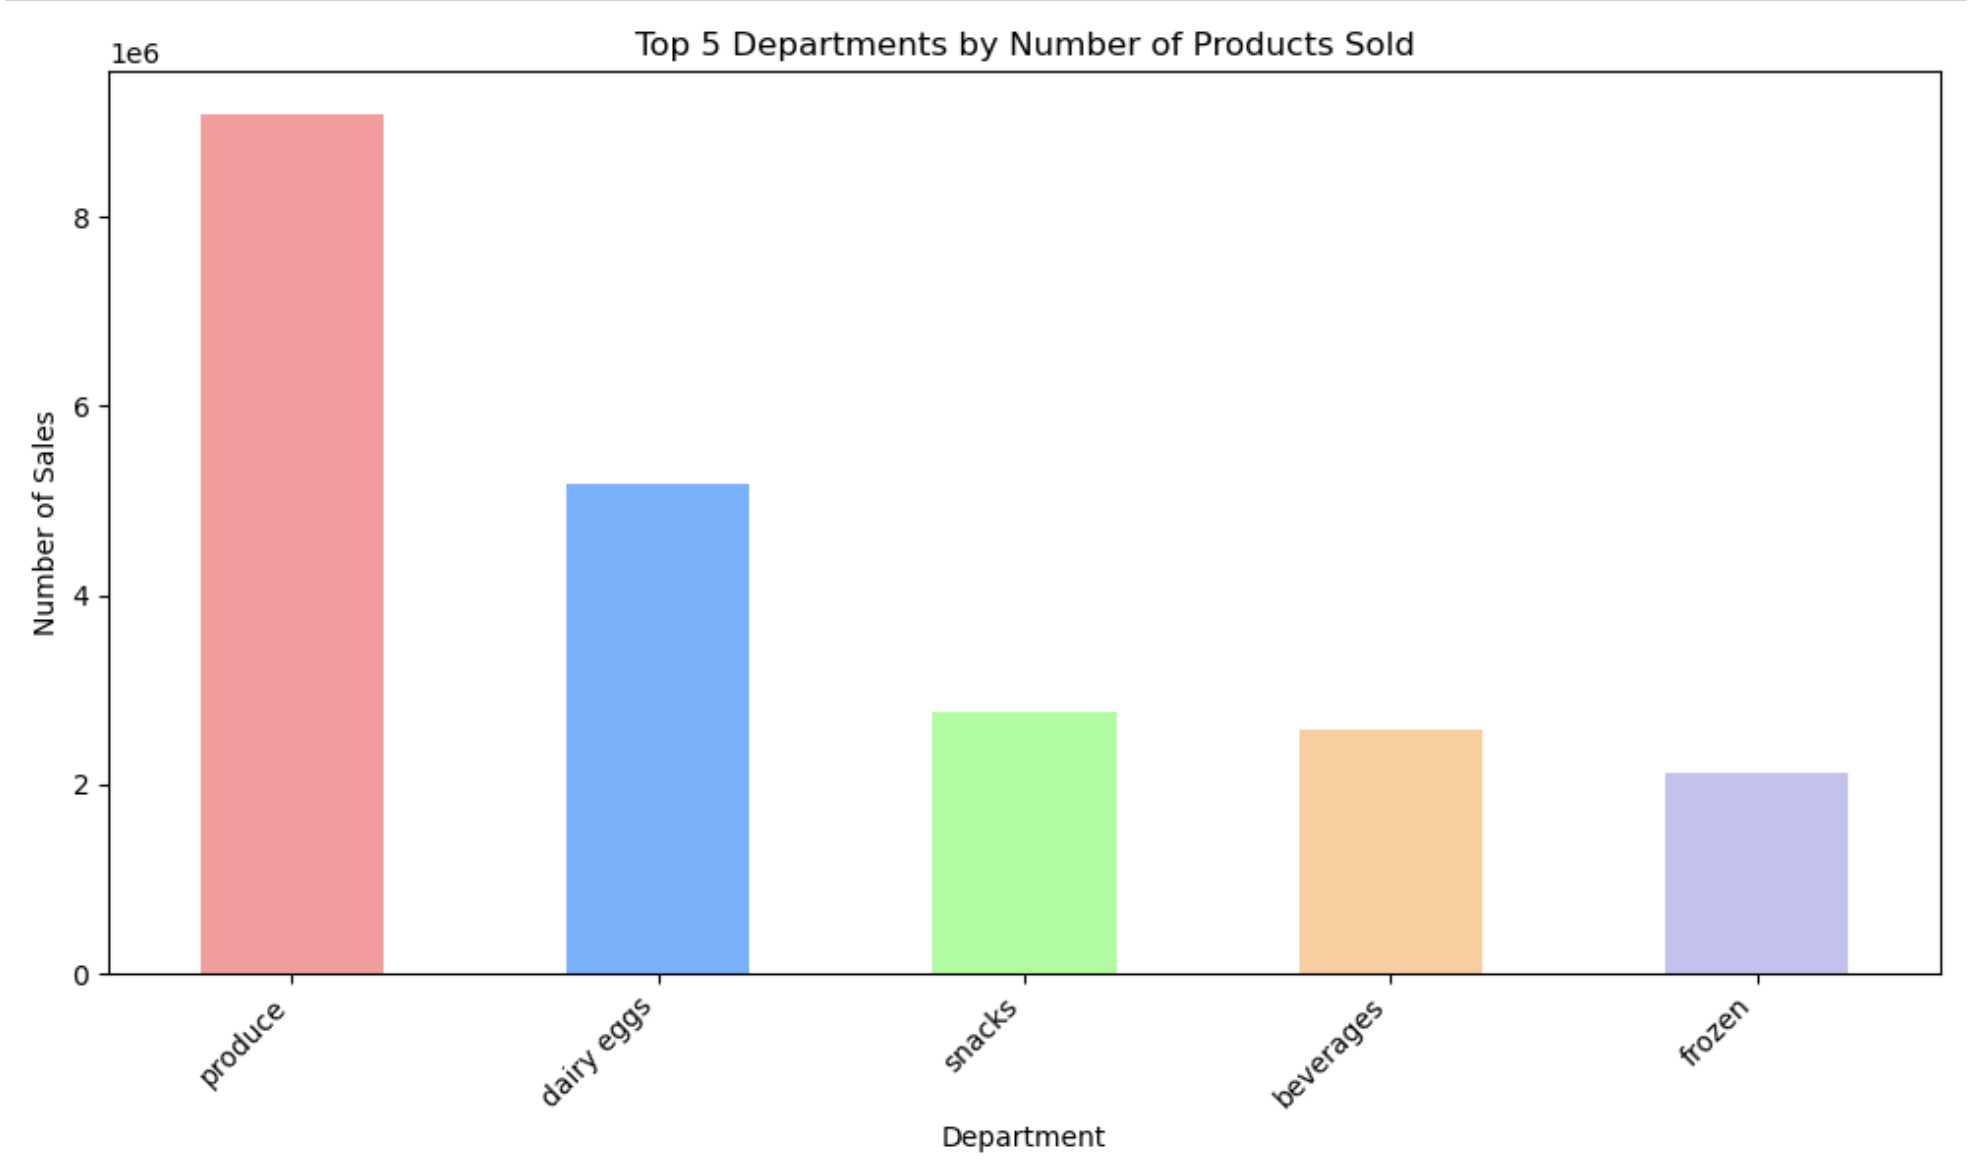 Top 5 Departments by Number of Products Sold
1e6
8
6
4
2
0
Number of Sales
produce
dairy eggs
snacks
beverages
frozen
Department